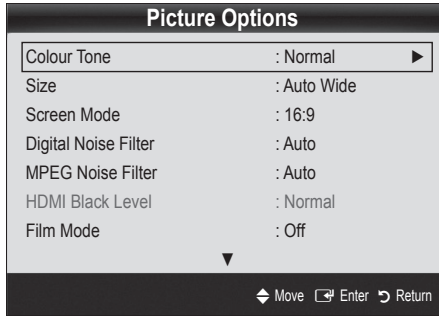 Picture Options
Colour Tone : Normal ▶
Size : Auto Wide
Screen Mode : 16:9
Digital Noise Filter : Auto
MPEG Noise Filter : Auto
HDMI Black Level : Normal
Film Mode : Off
▼
Move Enter Return